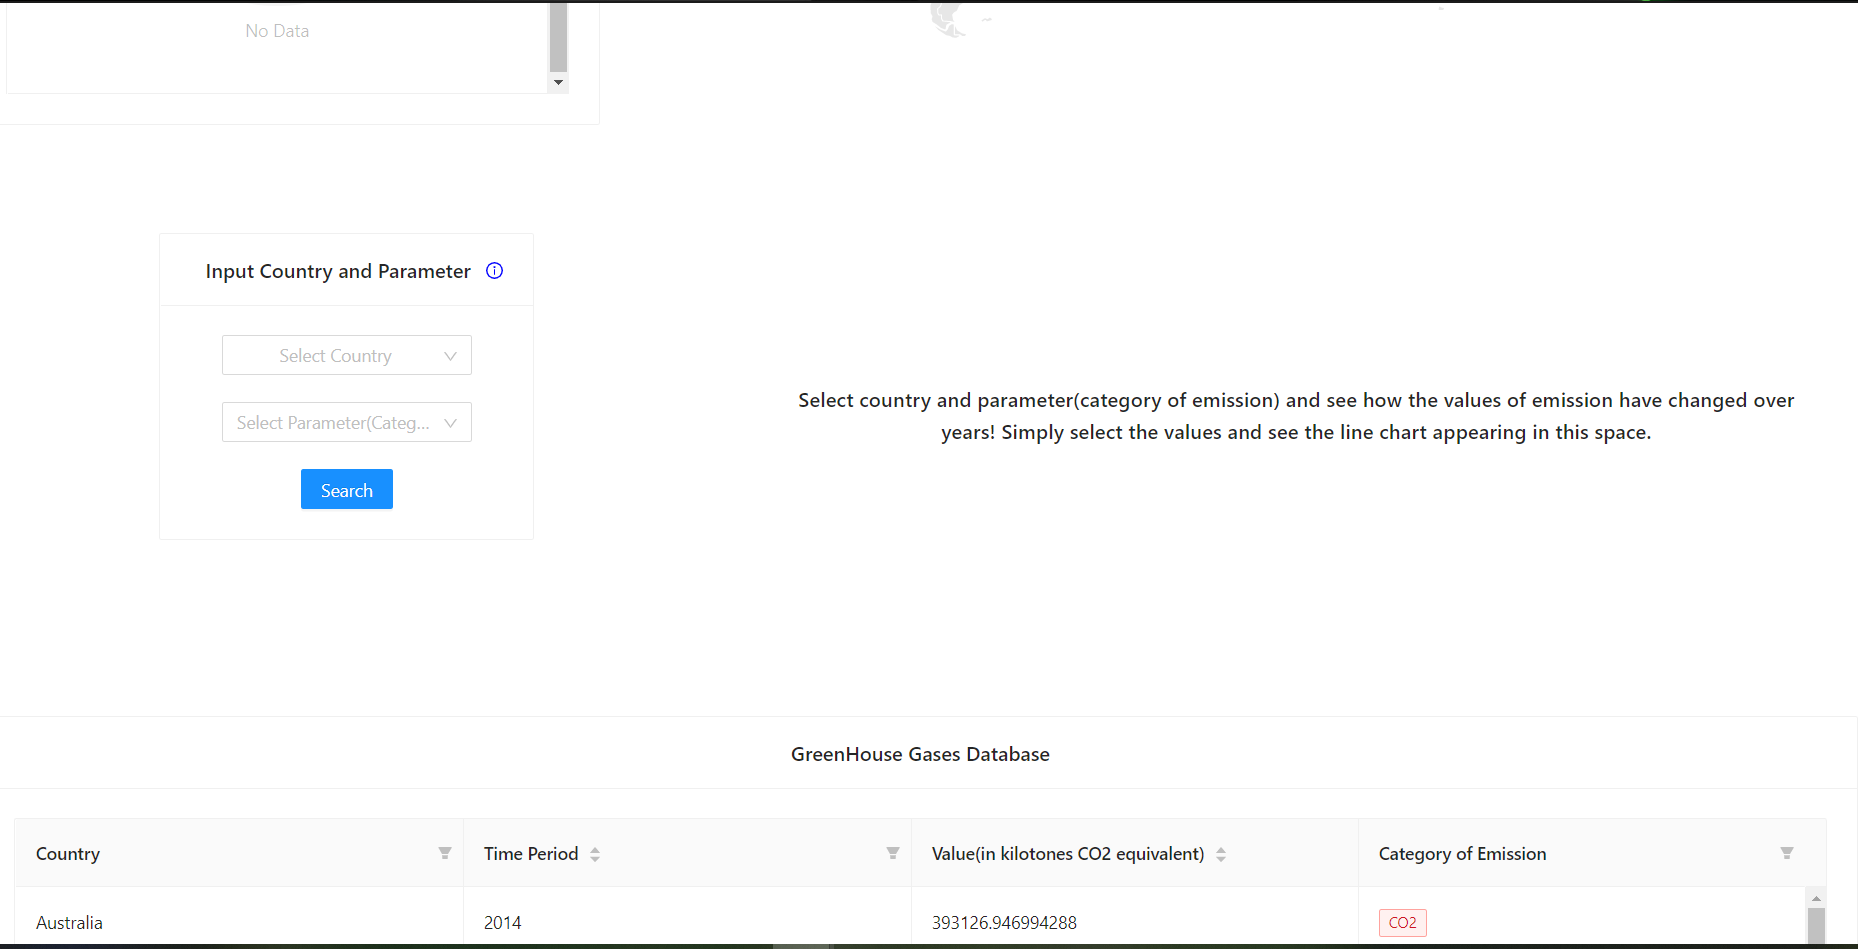 No Data
Input Country and Parameter
Select Country
Select Parameter(Categ...
Search
Select country and parameter(category of emission) and see how the values of emission have changed over
years! Simply select the values and see the line chart appearing in this space.
GreenHouse Gases Database
Country Time Period Value(in kilotones CO2 equivalent) Category of Emission
Australia 2014 393126.946994288 CO2